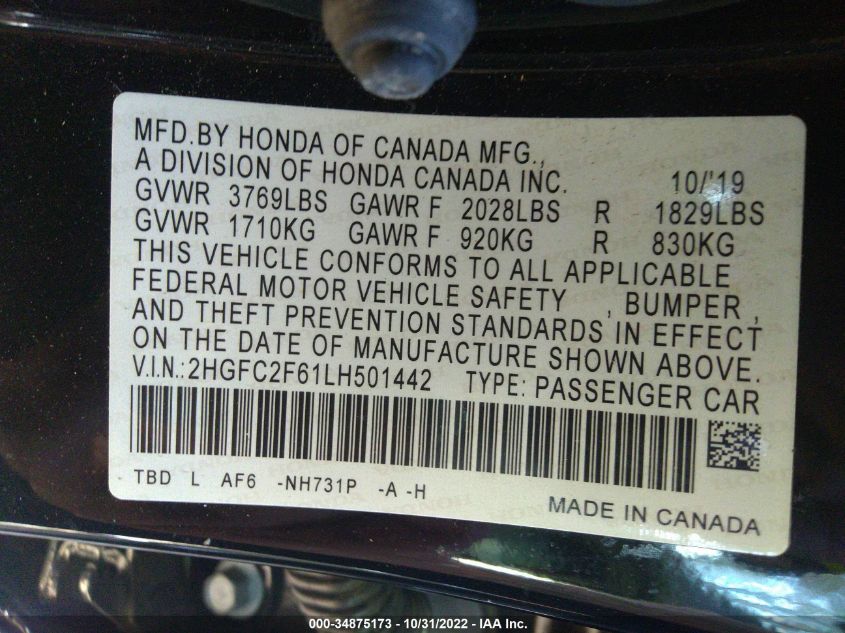 MFD.BY HONDA OF CANADA MFG.,
A DIVISION OF HONDA CANADA INC. 10/'19
GVWR 3769LBS GAWR F 2028LBS R 1829LBS
GVWR 1710KG GAWR F 920KG R 830KG
THIS VEHICLE CONFORMS TO ALL APPLICABLE
FEDERAL MOTOR VEHICLE SAFETY , BUMPER ,
AND THEFT PREVENTION STANDARDS IN EFFECT
ON THE DATE OF MANUFACTURE SHOWN ABOVE.
V.I.N.:2HGFC2F61LH501442 TYPE: PASSENGER CAR
TBD L AF6 -NH731P -A -H
MADE IN CANADA
000-34875173 - 10/31/2022 - IAA Inc.